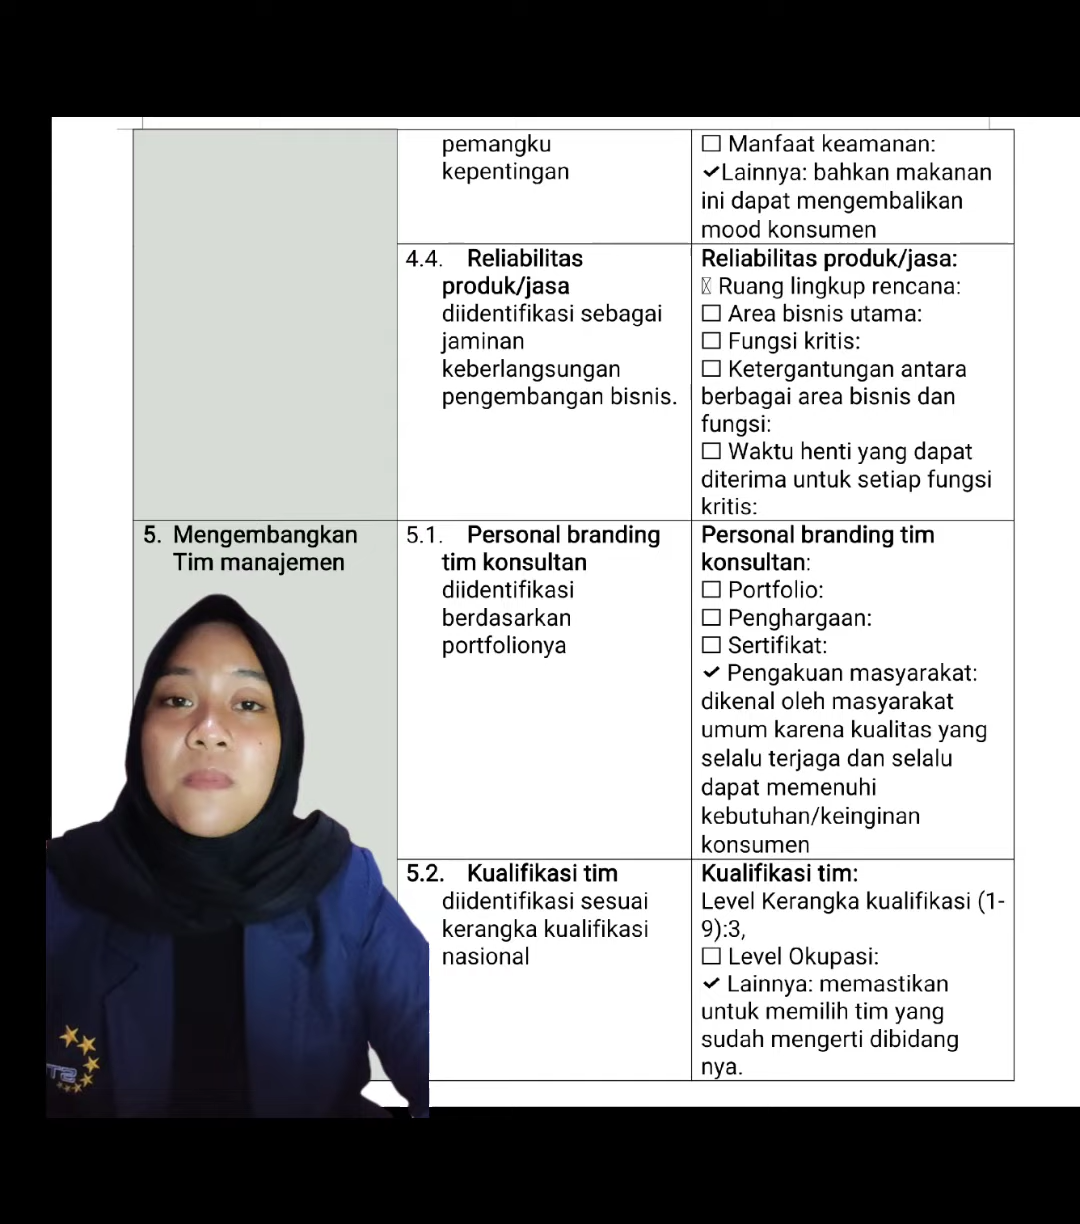 pemangku
kepentingan
☐ Manfaat keamanan:
✔Lainnya: bahkan makanan
ini dapat mengembalikan
mood konsumen
4.4. Reliabilitas
produk/jasa
diidentifikasi sebagai
jaminan
keberlangsungan
pengembangan bisnis.
Reliabilitas produk/jasa:
Ruang lingkup rencana:
☐ Area bisnis utama:
☐ Fungsi kritis:
☐ Ketergantungan antara
berbagai area bisnis dan
fungsi:
☐ Waktu henti yang dapat
diterima untuk setiap fungsi
kritis:
5. Mengembangkan
Tim manajemen
5.1. Personal branding
tim konsultan
diidentifikasi
berdasarkan
portfolionya
Personal branding tim
konsultan:
☐ Portfolio:
☐ Penghargaan:
☐ Sertifikat:
✔ Pengakuan masyarakat:
dikenal oleh masyarakat
umum karena kualitas yang
selalu terjaga dan selalu
dapat memenuhi
kebutuhan/keinginan
konsumen
5.2. Kualifikasi tim
diidentifikasi sesuai
kerangka kualifikasi
nasional
Kualifikasi tim:
Level Kerangka kualifikasi (1-
9):3,
☐ Level Okupasi:
✔ Lainnya: memastikan
untuk memilih tim yang
sudah mengerti dibidang
nya.